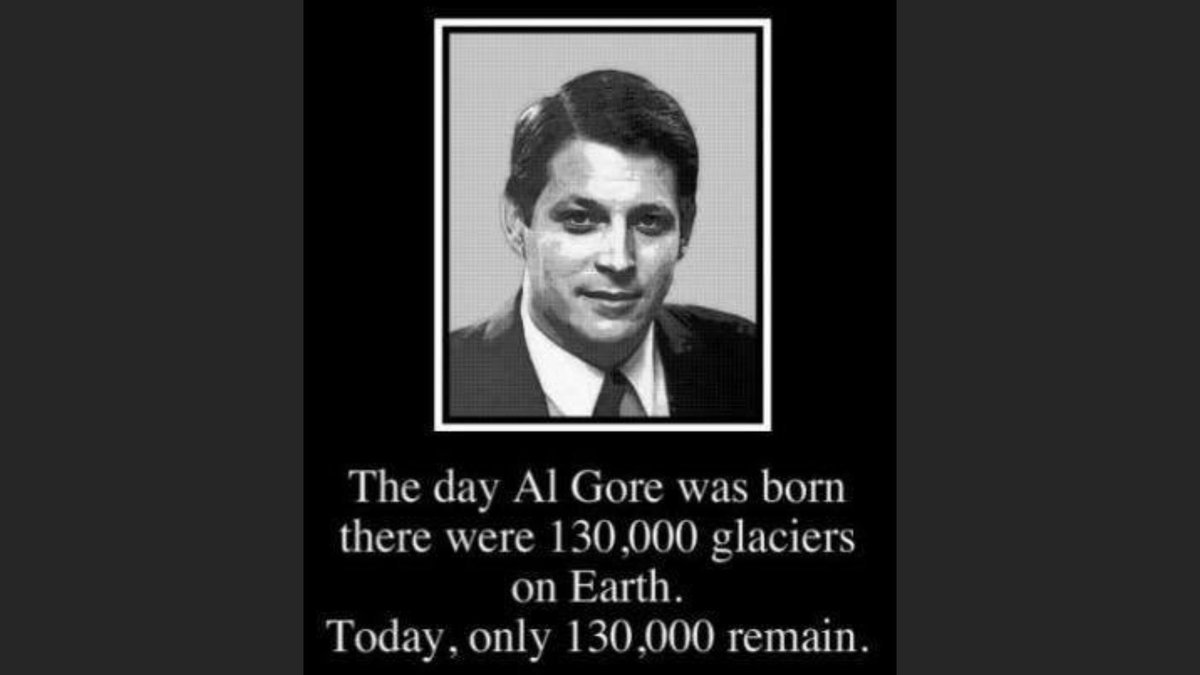 The day Al Gore was born
there were 130,000 glaciers
on Earth.
Today, only 130,000 remain.